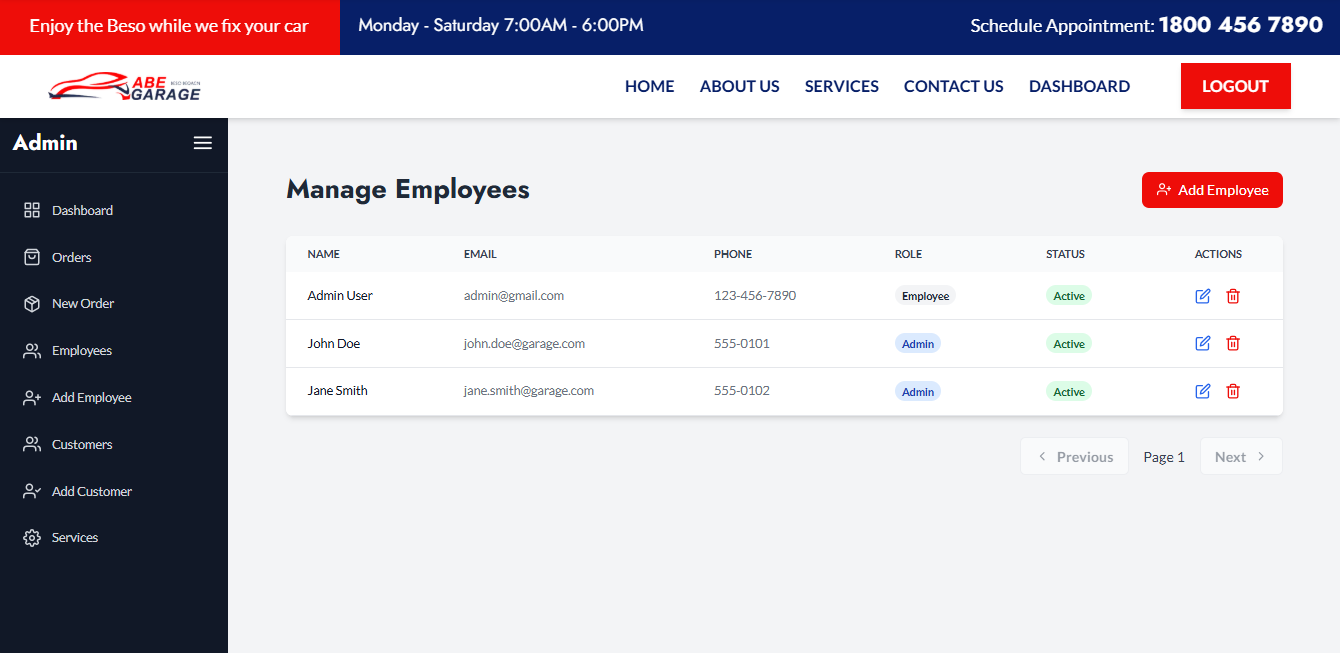 Enjoy the Beso while we fix your car
Monday - Saturday 7:00AM - 6:00PM
Schedule Appointment: 1800 456 7890
ABE
GARAGE
HOME ABOUT US SERVICES CONTACT US DASHBOARD LOGOUT
Admin
Dashboard
Orders
New Order
Employees
Add Employee
Customers
Add Customer
Services
Manage Employees
Add Employee
NAME EMAIL PHONE ROLE STATUS ACTIONS
Admin User admin@gmail.com 123-456-7890 Employee Active
John Doe john.doe@garage.com 555-0101 Admin Active
Jane Smith jane.smith@garage.com 555-0102 Admin Active
Previous Page 1 Next